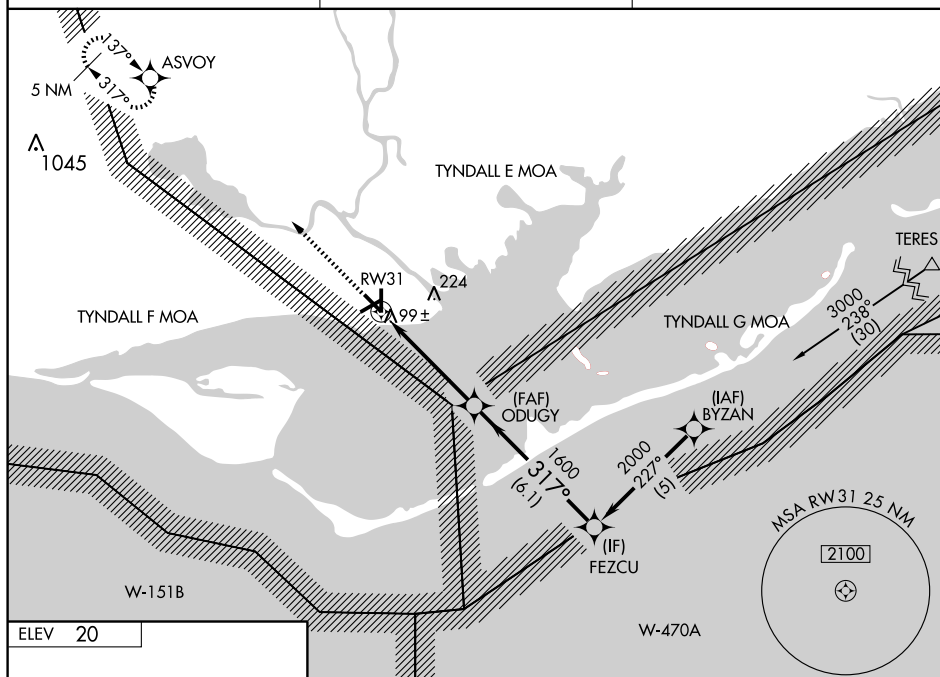 137°
317°
5 NM
ASVOY
1045
TYNDALL E MOA
RW31
224
99±
TYNDALL F MOA
TYNDALL G MOA
TERES
3000
238°
(30)
(FAF)
ODUGY
(IAF)
BYZAN
1600
317°
(6.1)
2000
227°
(5)
(IF)
FEZCU
MSA RW31 25 NM
2100
W-151B
W-470A
ELEV 20